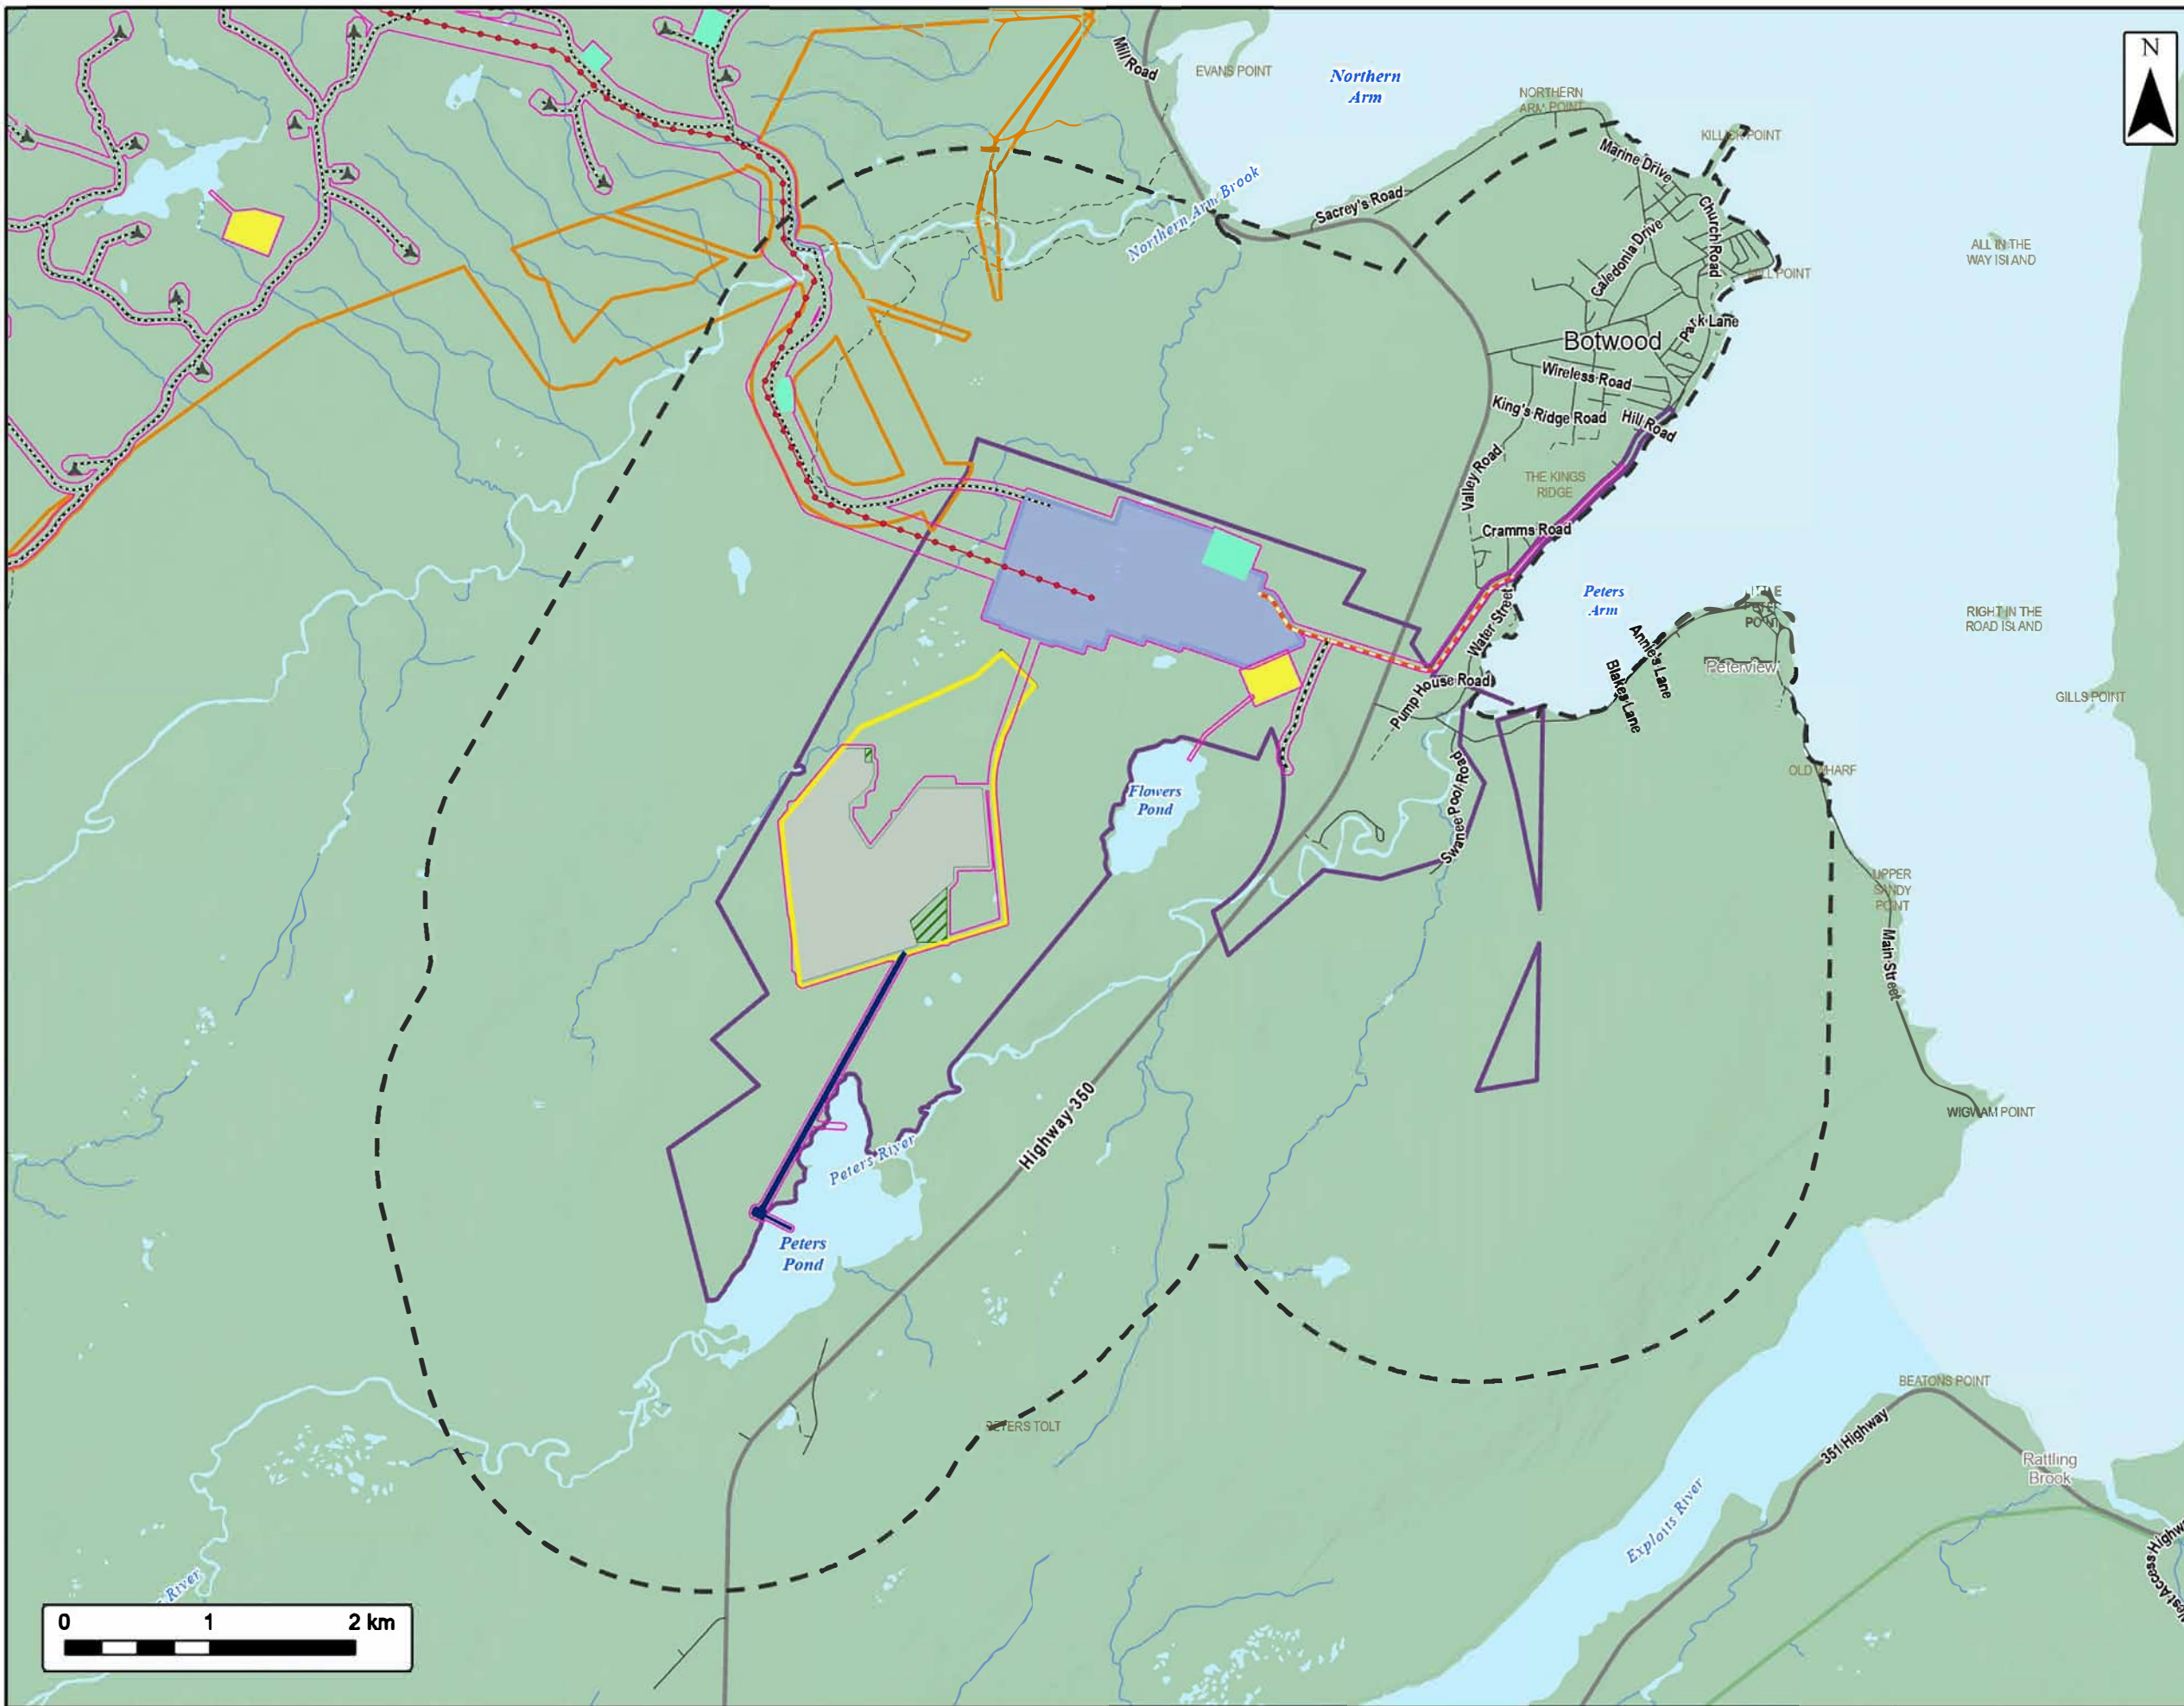 N
Mill Road
EVANS POINT
Northern
Arm
NORTHERN
ARM POINT
KILLICK POINT
Marine Drive
Northern Arm Brook
Sacrey's Road
Church Road
Caledonia Drive
ALL IN THE
WAY ISLAND
Park Lane
Botwood
Wireless Road
King's Ridge Road
Hill Road
Valley Road
THE KINGS
RIDGE
Cramms Road
Peters
Arm
POINT
RIGHT IN THE
ROAD ISLAND
Water Street
Annie's Lane
Blakes Lane
Peterview
Pump House Road
GILLS POINT
Swanee Pool Road
OLD WHARF
Flowers
Pond
UPPER
SANDY
POINT
Main Street
Highway 350
WIGWAM POINT
Peters River
Peters
Pond
BEATONS POINT
PETERS TOLT
351 Highway
Rattling
Brook
Exploits River
River
0 1 2 km